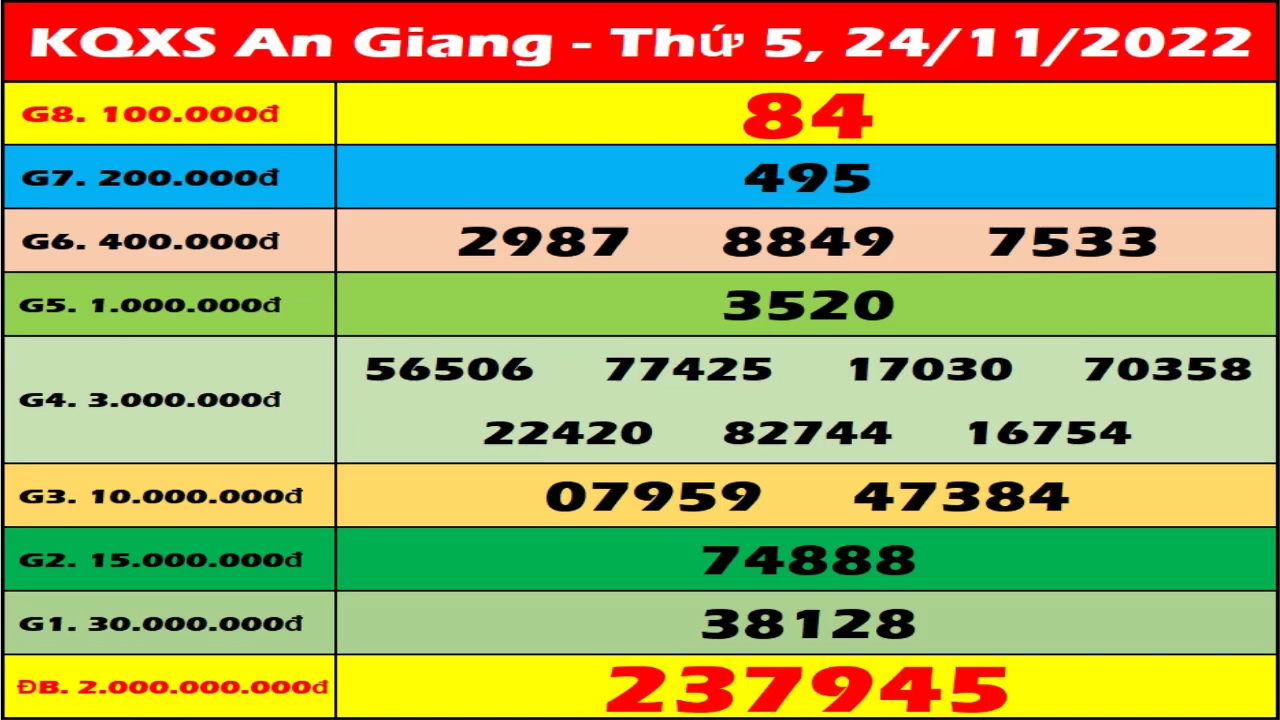 KQXS An Giang - Thứ 5, 24/11/2022
G8. 100.000đ 84
G7. 200.000đ 495
G6. 400.000đ 2987 8849 7533
G5. 1.000.000đ 3520
G4. 3.000.000đ 56506 77425 17030 70358
22420 82744 16754
G3. 10.000.000đ 07959 47384
G2. 15.000.000đ 74888
G1. 30.000.000đ 38128
ĐB. 2.000.000.000đ 237945